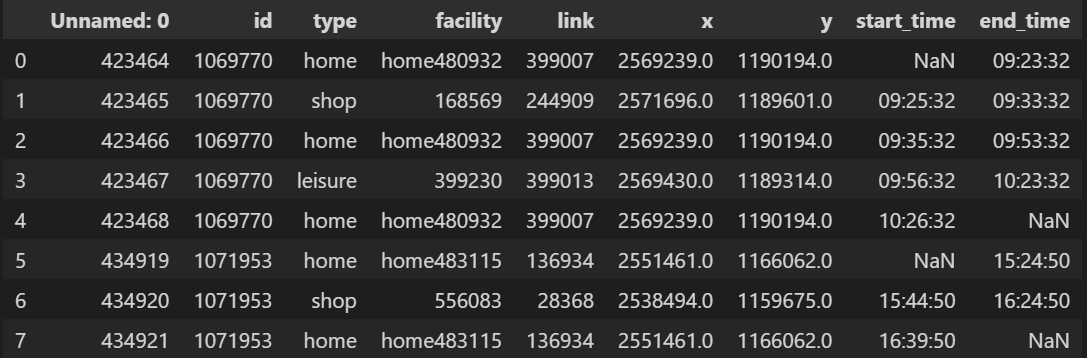 Unnamed: 0 id type facility link x y start_time end_time
0 423464 1069770 home home480932 399007 2569239.0 1190194.0 NaN 09:23:32
1 423465 1069770 shop 168569 244909 2571696.0 1189601.0 09:25:32 09:33:32
2 423466 1069770 home home480932 399007 2569239.0 1190194.0 09:35:32 09:53:32
3 423467 1069770 leisure 399230 399013 2569430.0 1189314.0 09:56:32 10:23:32
4 423468 1069770 home home480932 399007 2569239.0 1190194.0 10:26:32 NaN
5 434919 1071953 home home483115 136934 2551461.0 1166062.0 NaN 15:24:50
6 434920 1071953 shop 556083 28368 2538494.0 1159675.0 15:44:50 16:24:50
7 434921 1071953 home home483115 136934 2551461.0 1166062.0 16:39:50 NaN